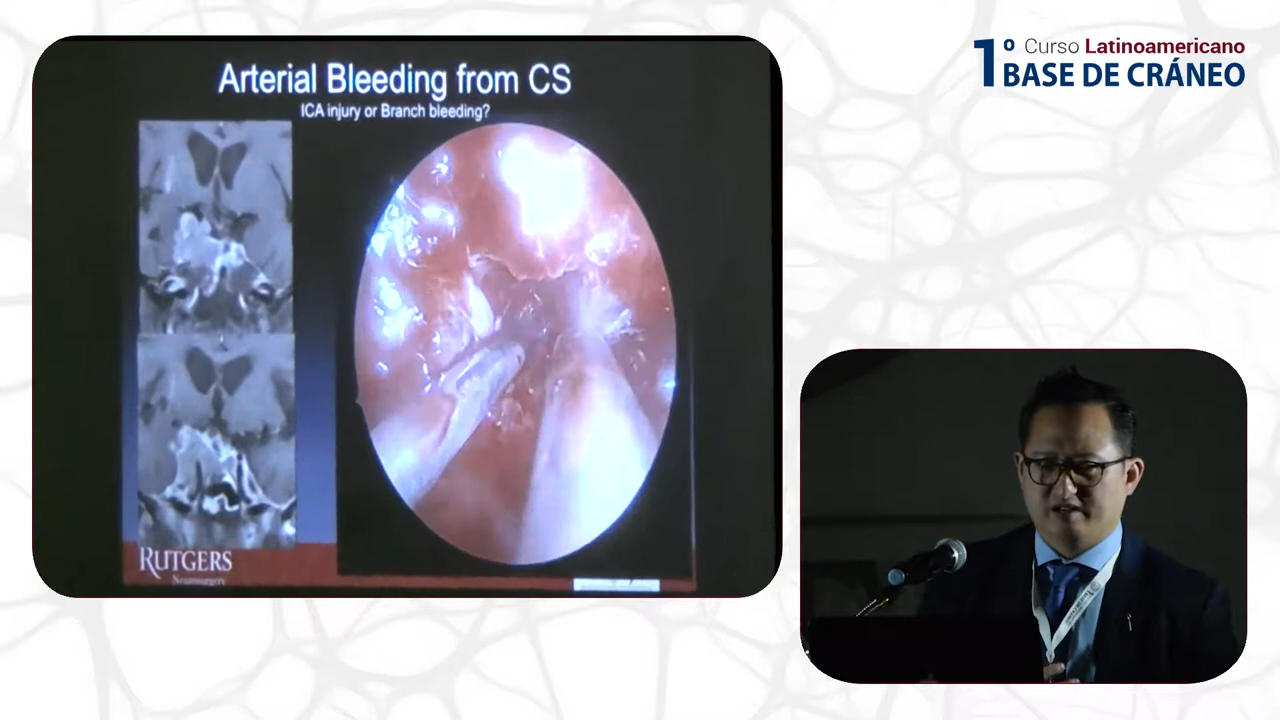 Arterial Bleeding from CS
ICA injury or Branch bleeding?
RUTGERS
Neurosurgery
1º Curso Latinoamericano
BASE DE CRÁNEO